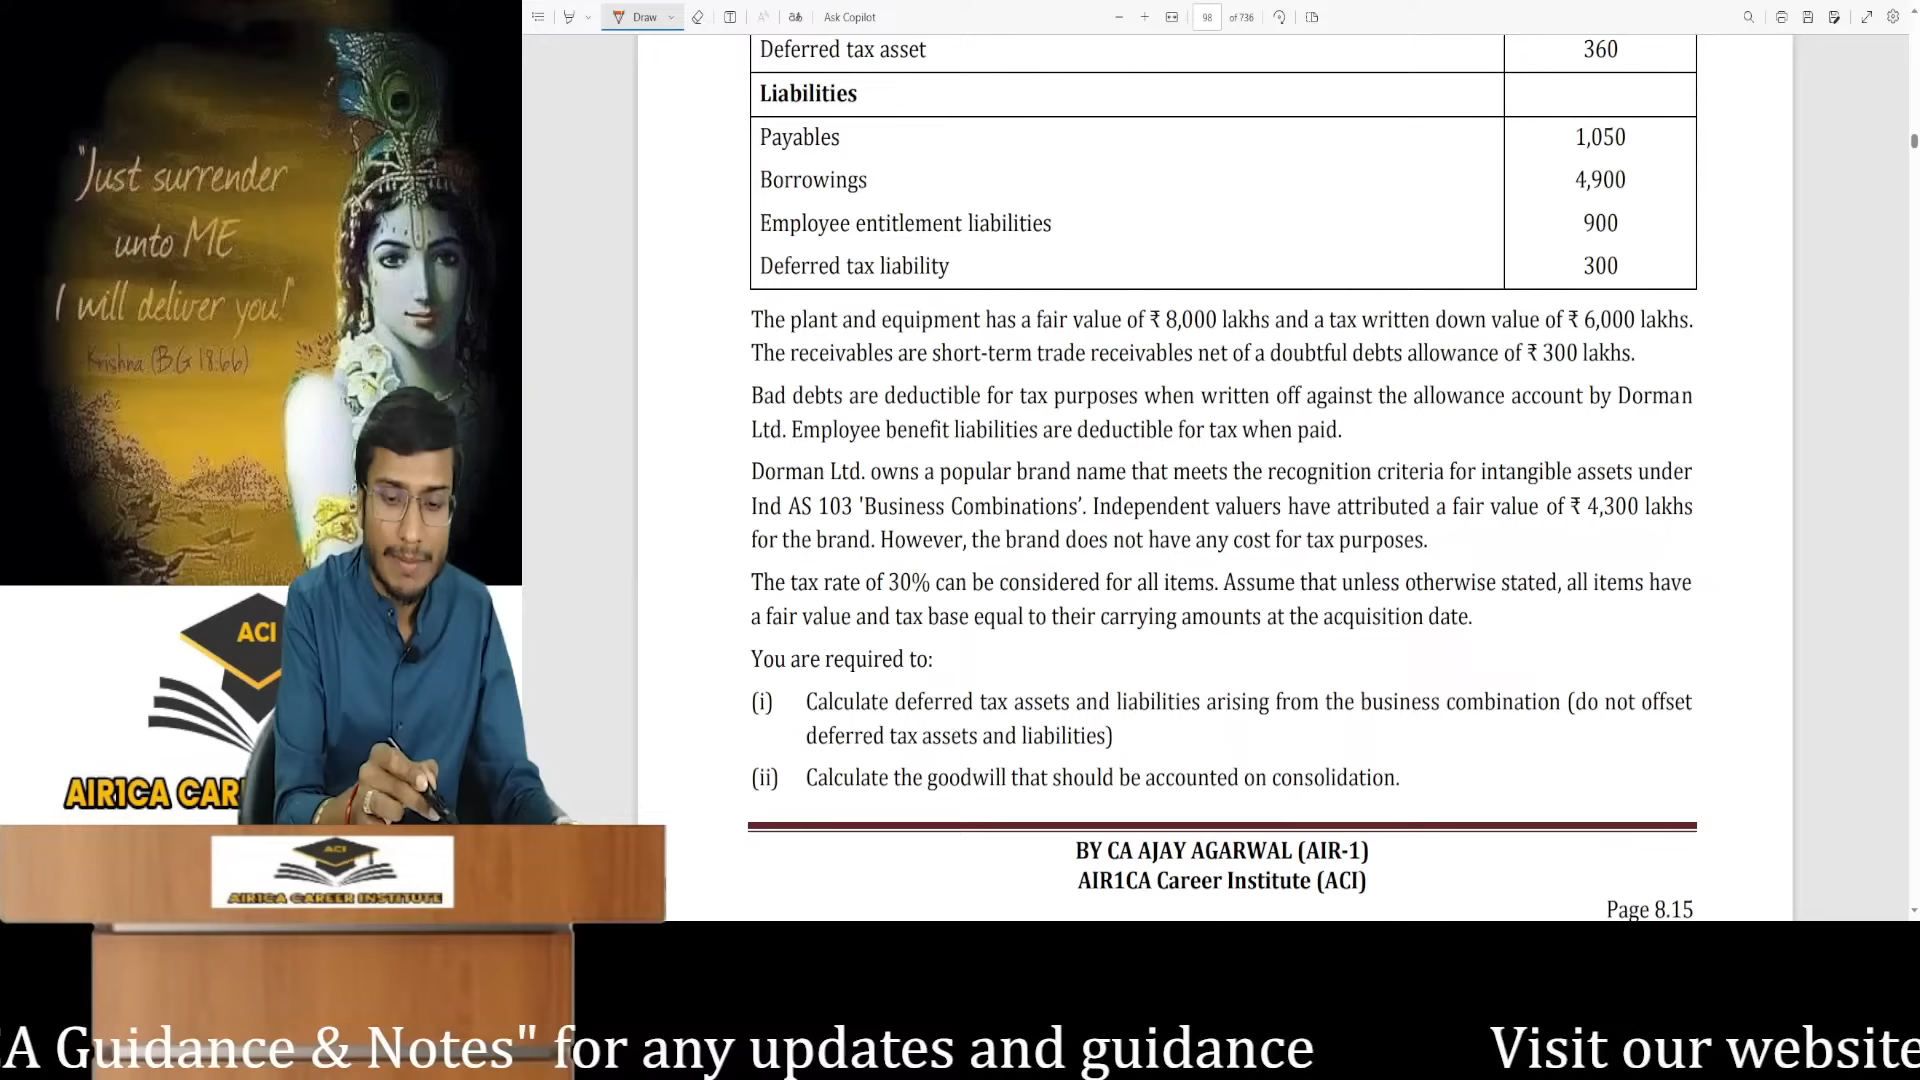 Draw
Ask Copilot
98 of 736
"Just surrender
unto ME
I will deliver you!"
Krishna (B.G 18:66)
ACI
AIR1CA CAR
ACI
AIR1CA CAREER INSTITUTE
Deferred tax asset 360
Liabilities
Payables 1,050
Borrowings 4,900
Employee entitlement liabilities 900
Deferred tax liability 300
The plant and equipment has a fair value of ₹ 8,000 lakhs and a tax written down value of ₹ 6,000 lakhs.
The receivables are short-term trade receivables net of a doubtful debts allowance of ₹ 300 lakhs.
Bad debts are deductible for tax purposes when written off against the allowance account by Dorman
Ltd. Employee benefit liabilities are deductible for tax when paid.
Dorman Ltd. owns a popular brand name that meets the recognition criteria for intangible assets under
Ind AS 103 'Business Combinations’. Independent valuers have attributed a fair value of ₹ 4,300 lakhs
for the brand. However, the brand does not have any cost for tax purposes.
The tax rate of 30% can be considered for all items. Assume that unless otherwise stated, all items have
a fair value and tax base equal to their carrying amounts at the acquisition date.
You are required to:
(i) Calculate deferred tax assets and liabilities arising from the business combination (do not offset
deferred tax assets and liabilities)
(ii) Calculate the goodwill that should be accounted on consolidation.
BY CA AJAY AGARWAL (AIR-1)
AIR1CA Career Institute (ACI)
Page 8.15
A Guidance & Notes" for any updates and guidance Visit our website